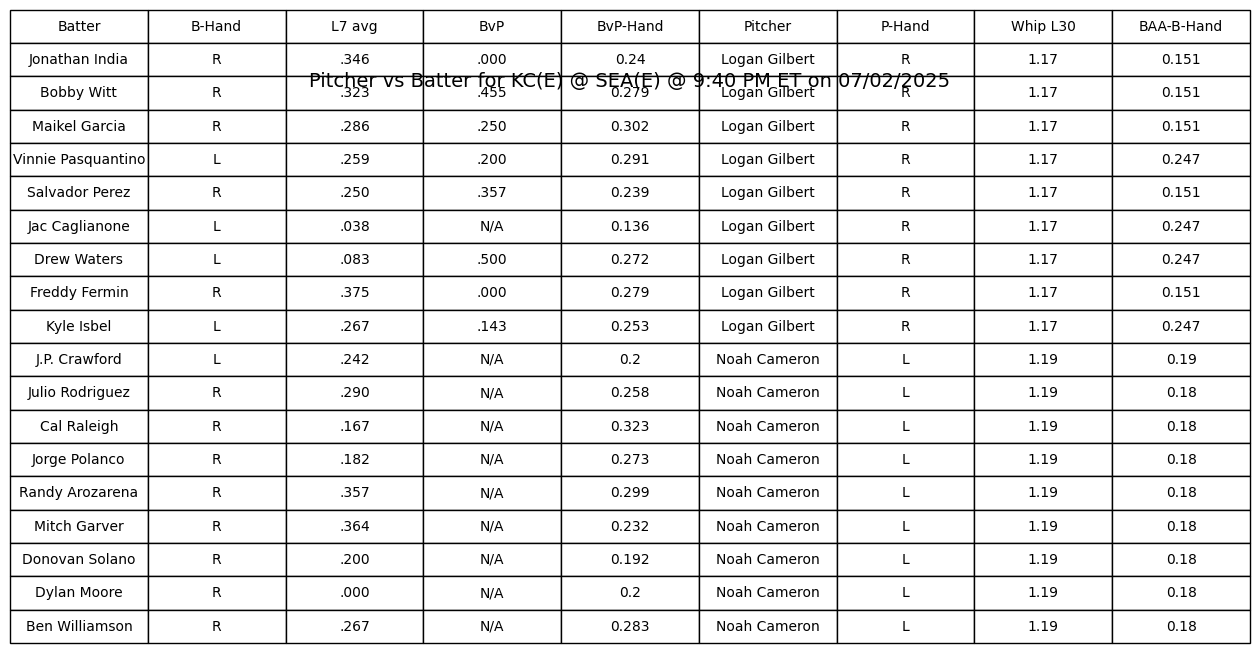 Batter B-Hand L7 avg BvP BvP-Hand Pitcher P-Hand Whip L30 BAA-B-Hand
Jonathan India R .346 .000 0.24 Logan Gilbert R 1.17 0.151
Pitcher vs Batter for KC(E) @ SEA(E) @ 9:40 PM ET on 07/02/2025
Bobby Witt R .323 .455 0.279 Logan Gilbert R 1.17 0.151
Maikel Garcia R .286 .250 0.302 Logan Gilbert R 1.17 0.151
Vinnie Pasquantino L .259 .200 0.291 Logan Gilbert R 1.17 0.247
Salvador Perez R .250 .357 0.239 Logan Gilbert R 1.17 0.151
Jac Caglianone L .038 N/A 0.136 Logan Gilbert R 1.17 0.247
Drew Waters L .083 .500 0.272 Logan Gilbert R 1.17 0.247
Freddy Fermin R .375 .000 0.279 Logan Gilbert R 1.17 0.151
Kyle Isbel L .267 .143 0.253 Logan Gilbert R 1.17 0.247
J.P. Crawford L .242 N/A 0.2 Noah Cameron L 1.19 0.19
Julio Rodriguez R .290 N/A 0.258 Noah Cameron L 1.19 0.18
Cal Raleigh R .167 N/A 0.323 Noah Cameron L 1.19 0.18
Jorge Polanco R .182 N/A 0.273 Noah Cameron L 1.19 0.18
Randy Arozarena R .357 N/A 0.299 Noah Cameron L 1.19 0.18
Mitch Garver R .364 N/A 0.232 Noah Cameron L 1.19 0.18
Donovan Solano R .200 N/A 0.192 Noah Cameron L 1.19 0.18
Dylan Moore R .000 N/A 0.2 Noah Cameron L 1.19 0.18
Ben Williamson R .267 N/A 0.283 Noah Cameron L 1.19 0.18